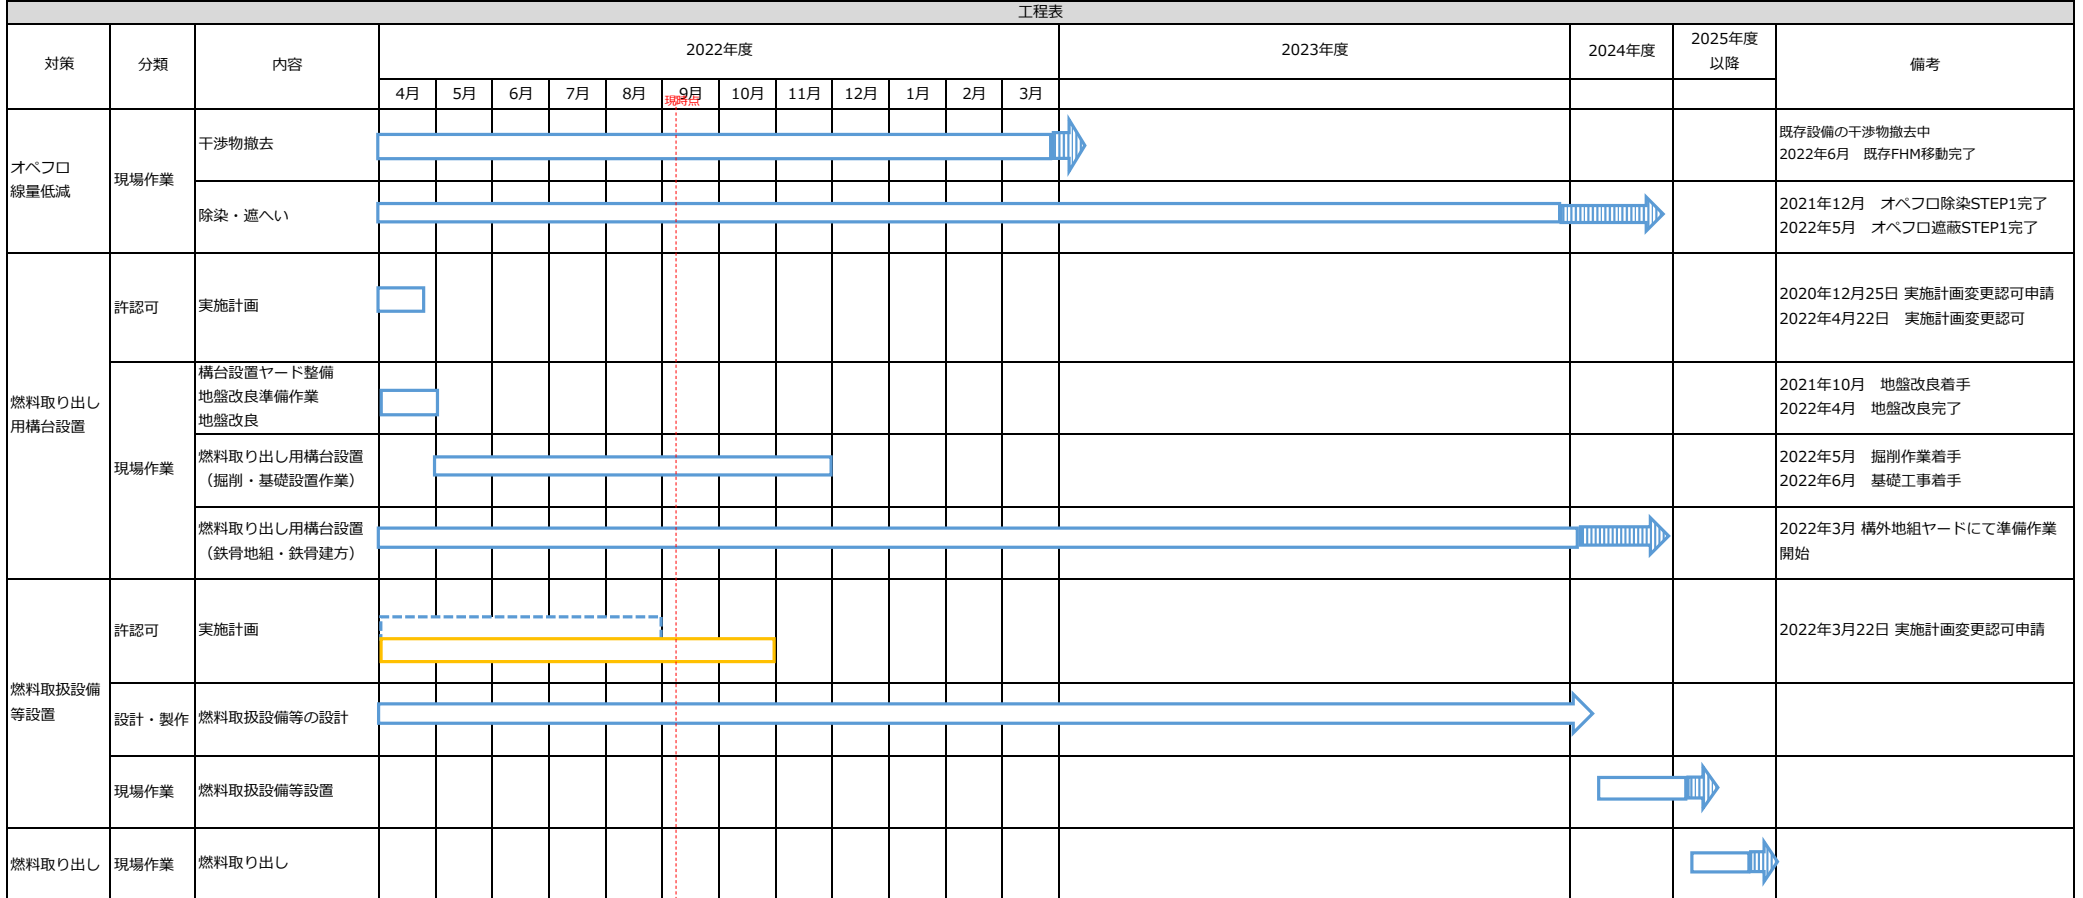 工程表
対策
分類
内容
2022年度
2023年度
2024年度
2025年度
以降
備考
4月
5月
6月
7月
8月
9月
10月
11月
12月
1月
2月
3月
現時点
オペフロ
線量低減
現場作業
干渉物撤去
既存設備の干渉物撤去中
2022年6月　既存FHM移動完了
除染・遮へい
2021年12月　オペフロ除染STEP1完了
2022年5月　オペフロ遮蔽STEP1完了
燃料取り出し
用構台設置
許認可
実施計画
2020年12月25日 実施計画変更認可申請
2022年4月22日　実施計画変更認可
現場作業
構台設置ヤード整備
地盤改良準備作業
地盤改良
2021年10月　地盤改良着手
2022年4月　地盤改良完了
燃料取り出し用構台設置
（掘削・基礎設置作業）
2022年5月　掘削作業着手
2022年6月　基礎工事着手
燃料取り出し用構台設置
（鉄骨地組・鉄骨建方）
2022年3月 構外地組ヤードにて準備作業
開始
燃料取扱設備
等設置
許認可
実施計画
2022年3月22日 実施計画変更認可申請
設計・製作
燃料取扱設備等の設計
現場作業
燃料取扱設備等設置
燃料取り出し
現場作業
燃料取り出し